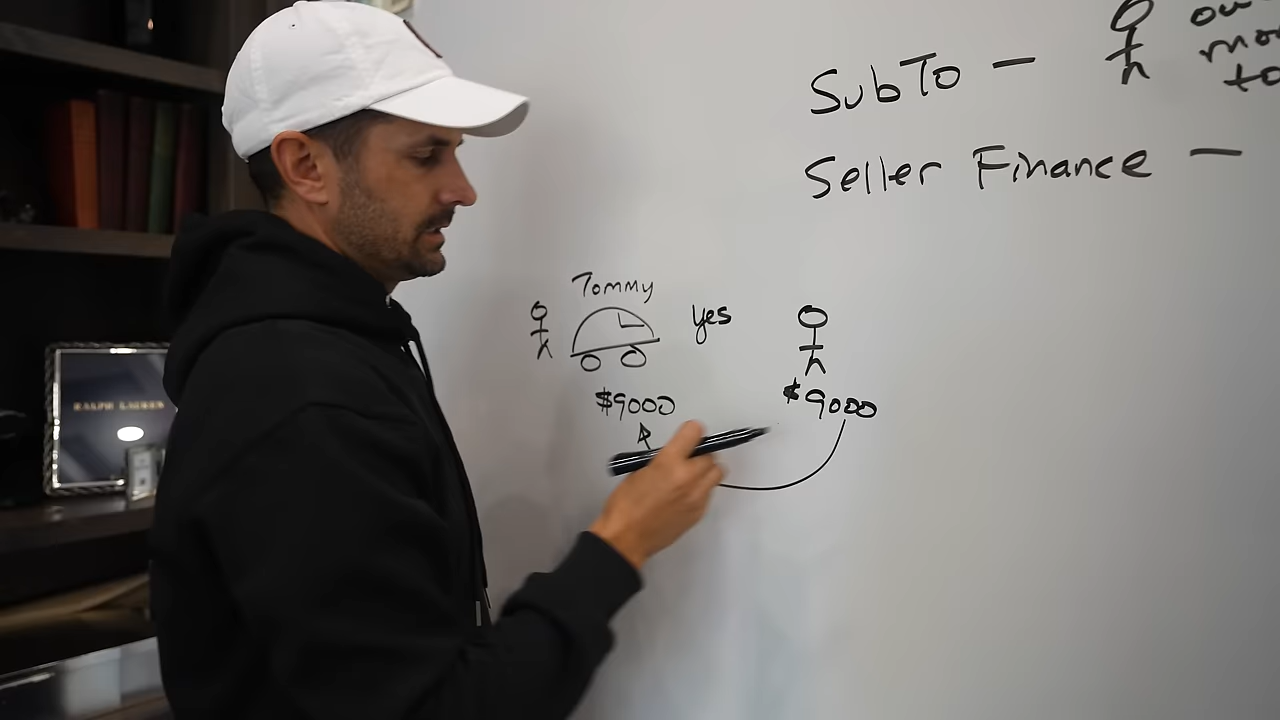 SubTo —
Seller Finance —
Tommy
yes
$9000
$9000
RALPH LAUREN